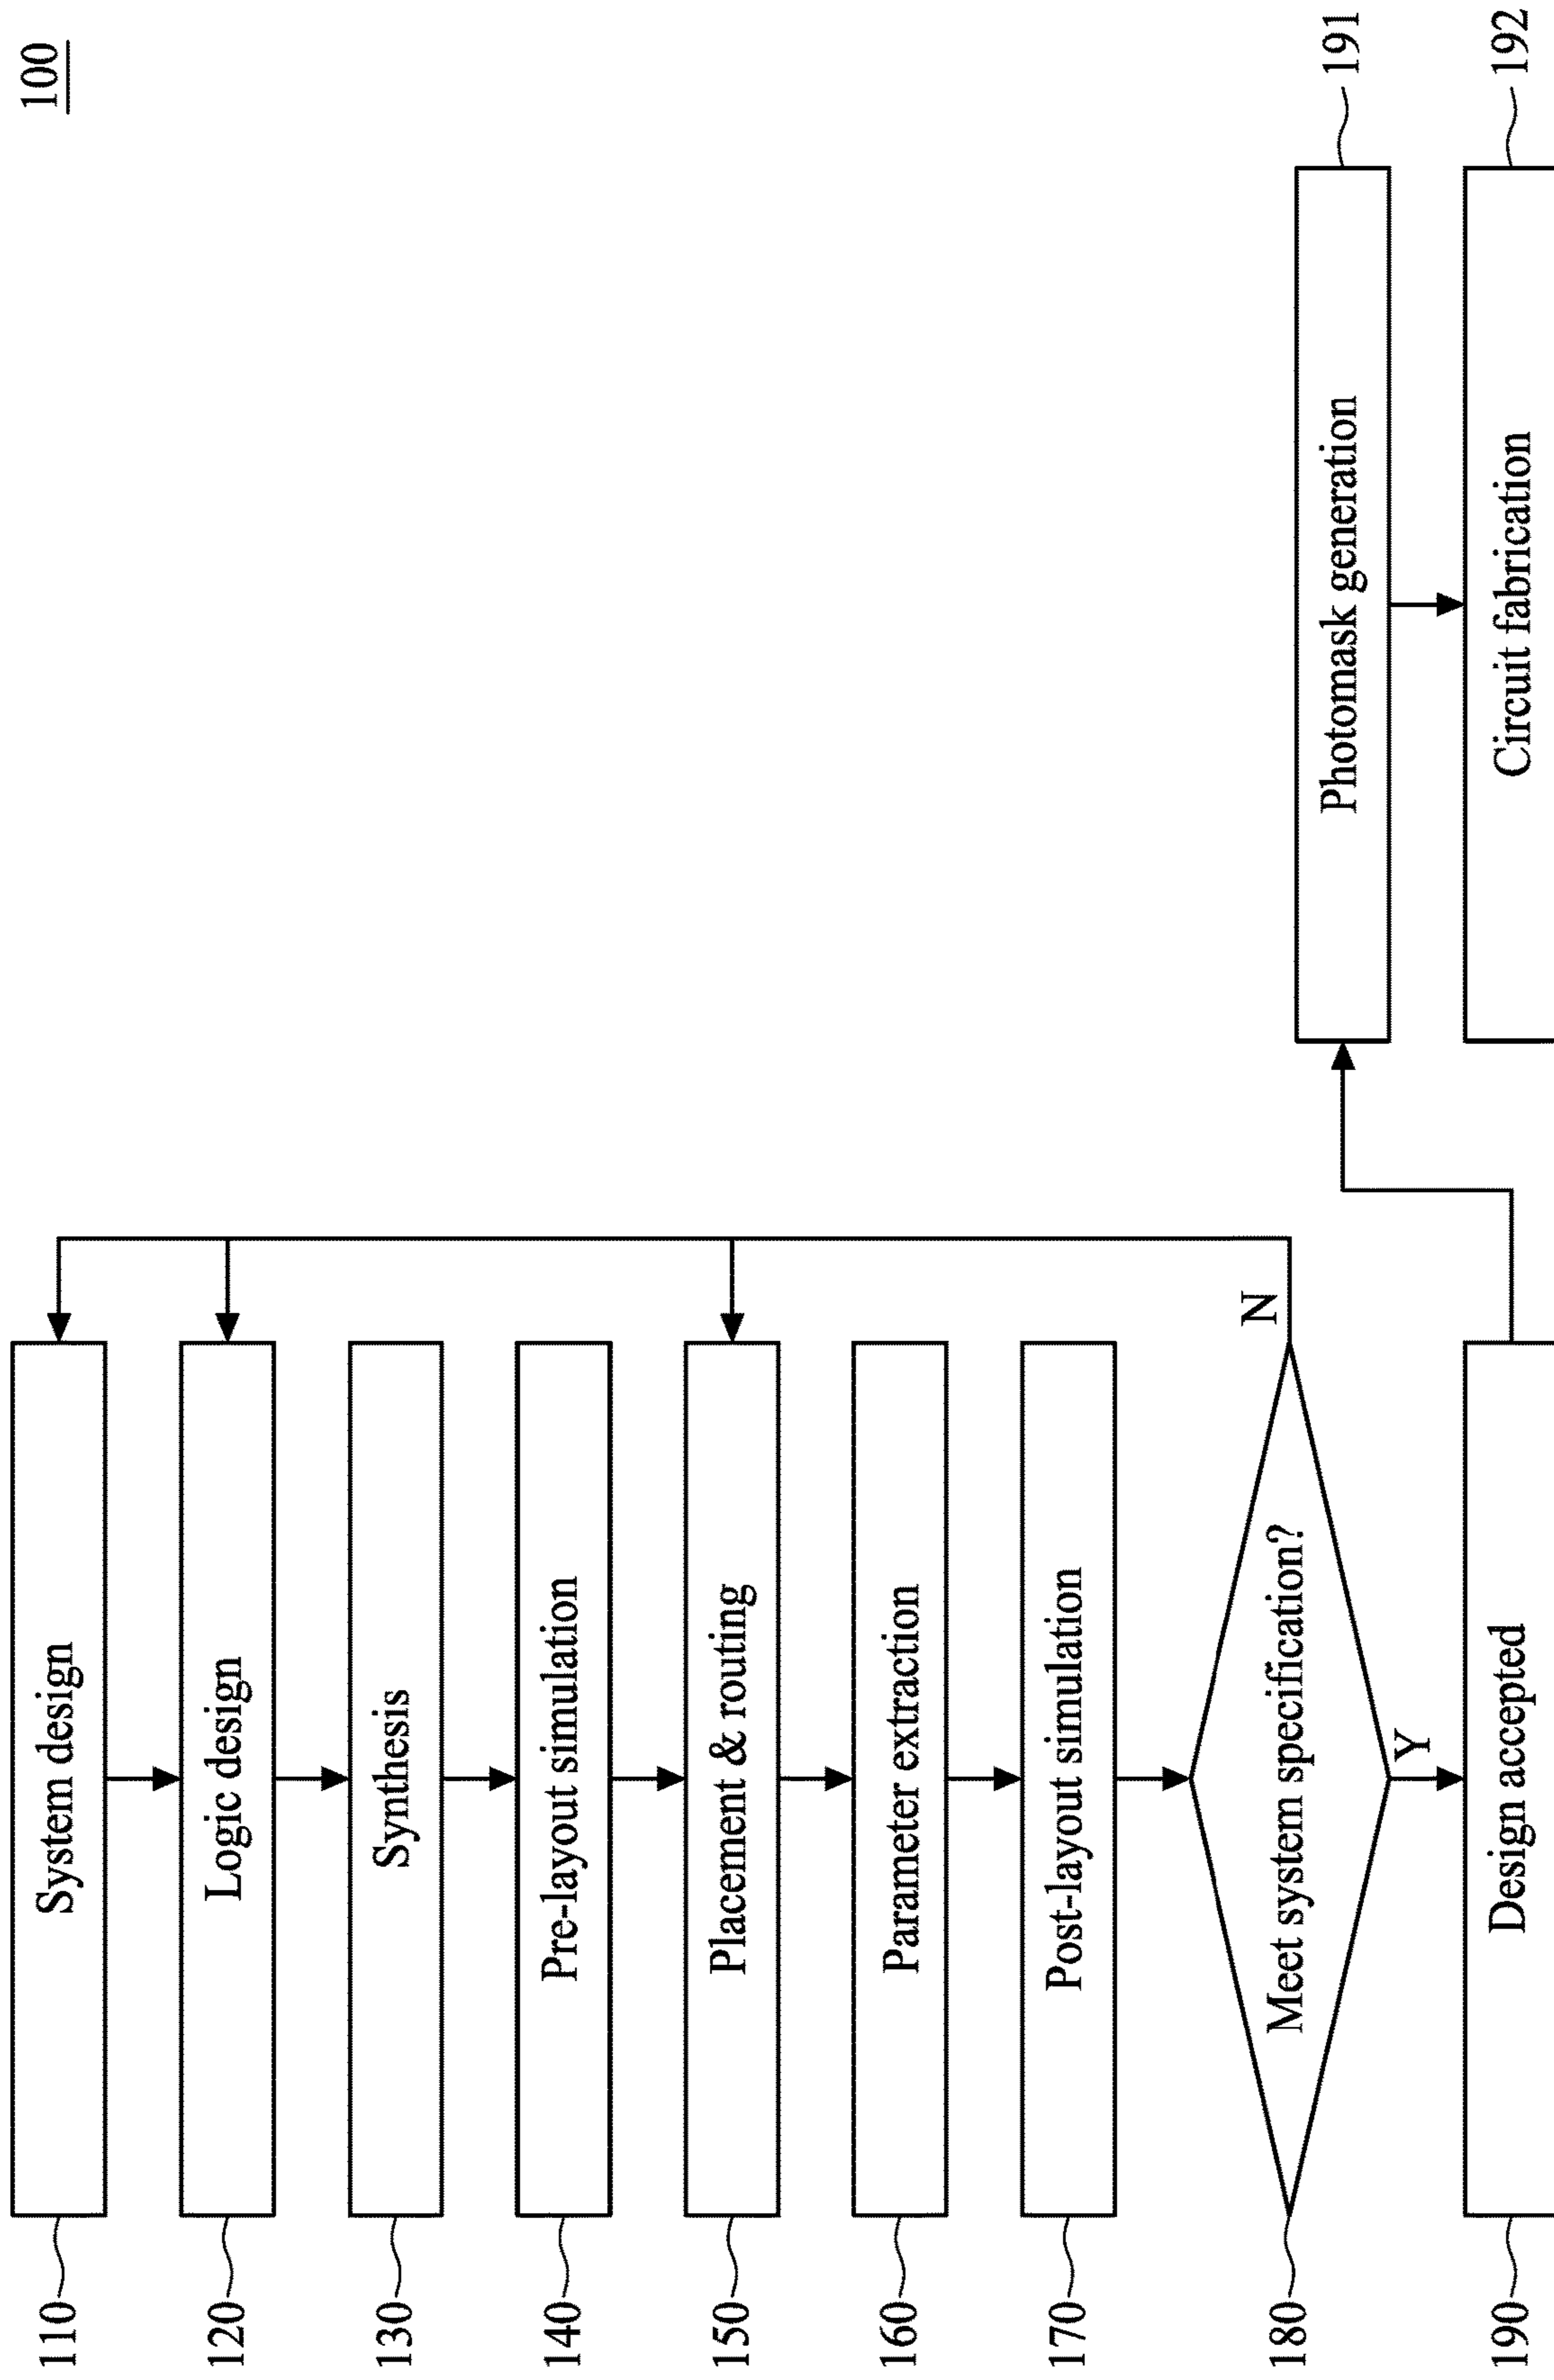 100
110
System design
120
Logic design
130
Synthesis
140
Pre-layout simulation
150
Placement & routing
160
Parameter extraction
170
Post-layout simulation
180
Meet system specification?
N
Y
190
Design accepted
Photomask generation
191
Circuit fabrication
192